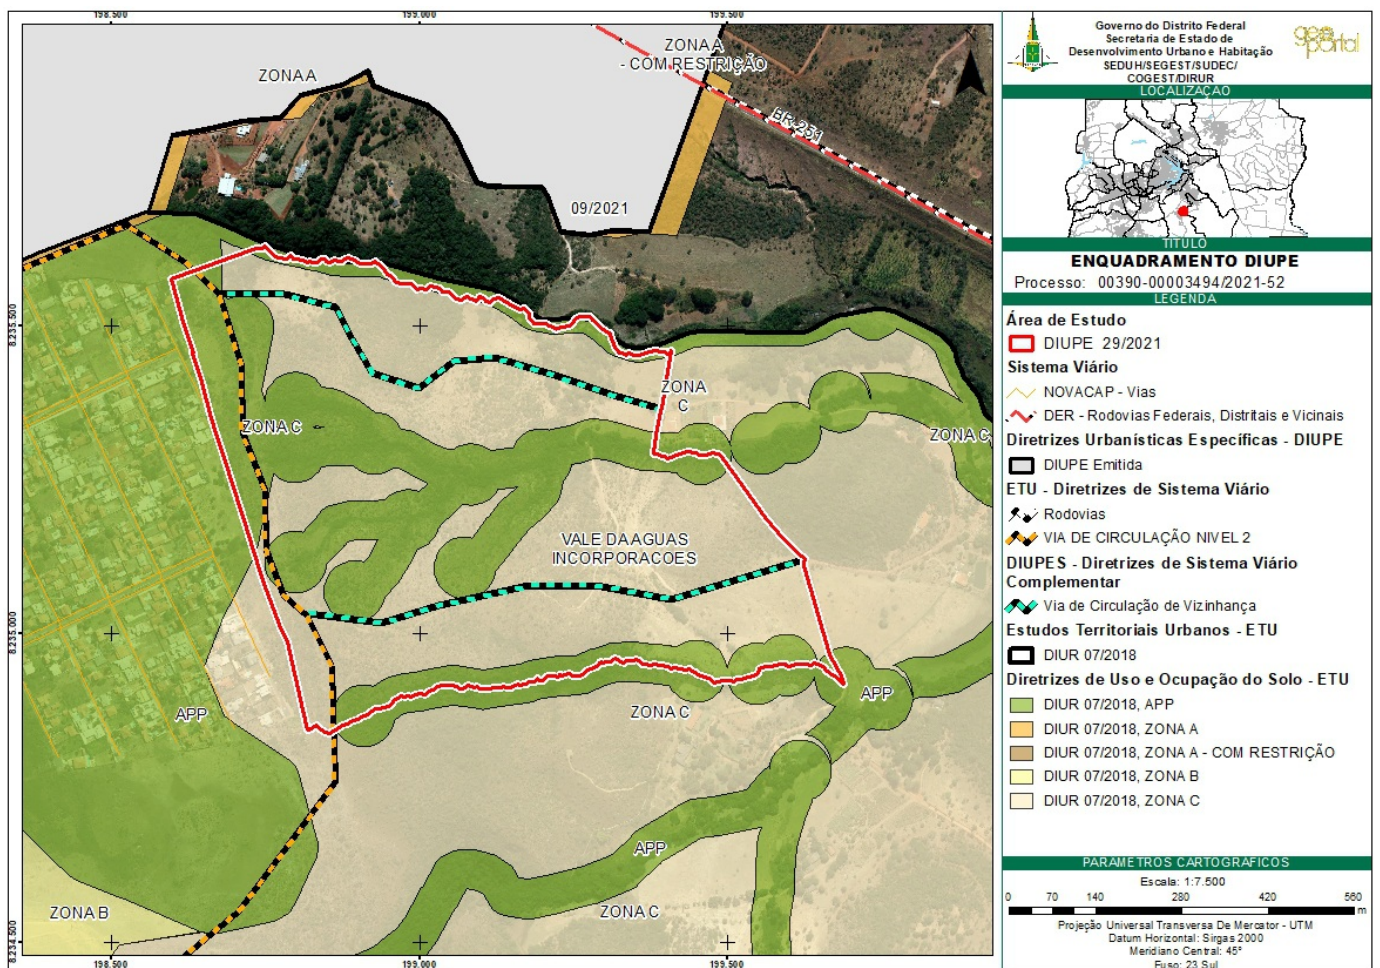 198.500
199.000
199.500
ZONA A
ZONA A
- COM RESTRIÇÃO
BR-251
09/2021
8.235.500
ZONA
C
ZONA C
ZONA C
VALE DA AGUAS
INCORPORACOES
8.235.000
APP
ZONA C
APP
APP
ZONA B
ZONA C
8.234.500
198.500
199.000
199.500
Governo do Distrito Federal
Secretaria de Estado de
Desenvolvimento Urbano e Habitação
SEDUH/SEGEST/SUDEC/
COGEST/DIRUR
geo
portal
LOCALIZAÇÃO
TÍTULO
ENQUADRAMENTO DIUPE
Processo: 00390-00003494/2021-52
LEGENDA
Área de Estudo
DIUPE 29/2021
Sistema Viário
NOVACAP - Vias
DER - Rodovias Federais, Distritais e Vicinais
Diretrizes Urbanísticas Específicas - DIUPE
DIUPE Emitida
ETU - Diretrizes de Sistema Viário
Rodovias
VIA DE CIRCULAÇÃO NIVEL 2
DIUPES - Diretrizes de Sistema Viário
Complementar
Via de Circulação de Vizinhança
Estudos Territoriais Urbanos - ETU
DIUR 07/2018
Diretrizes de Uso e Ocupação do Solo - ETU
DIUR 07/2018, APP
DIUR 07/2018, ZONA A
DIUR 07/2018, ZONA A - COM RESTRIÇÃO
DIUR 07/2018, ZONA B
DIUR 07/2018, ZONA C
PARÂMETROS CARTOGRÁFICOS
Escala: 1:7.500
0 70 140 280 420 560
m
Projeção Universal Transversa De Mercator - UTM
Datum Horizontal: Sirgas 2000
Meridiano Central: 45°
Fuso: 23 Sul